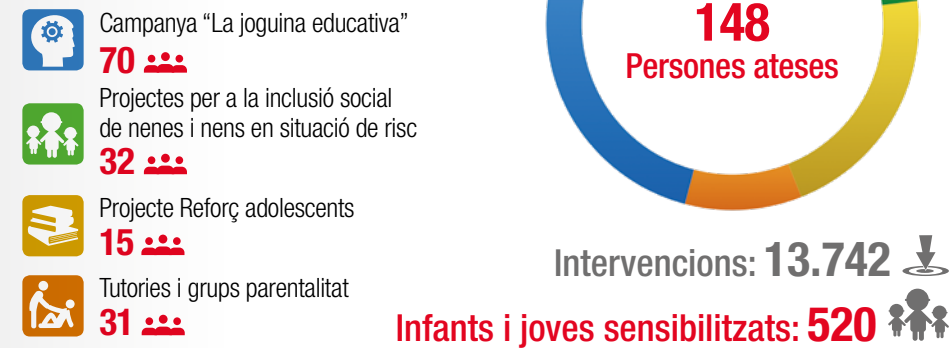 Campanya “La joguina educativa”
70
Projectes per a la inclusió social
de nenes i nens en situació de risc
32
Projecte Reforç adolescents
15
Tutories i grups parentalitat
31
148
Persones ateses
Intervencions: 13.742
Infants i joves sensibilitzats: 520